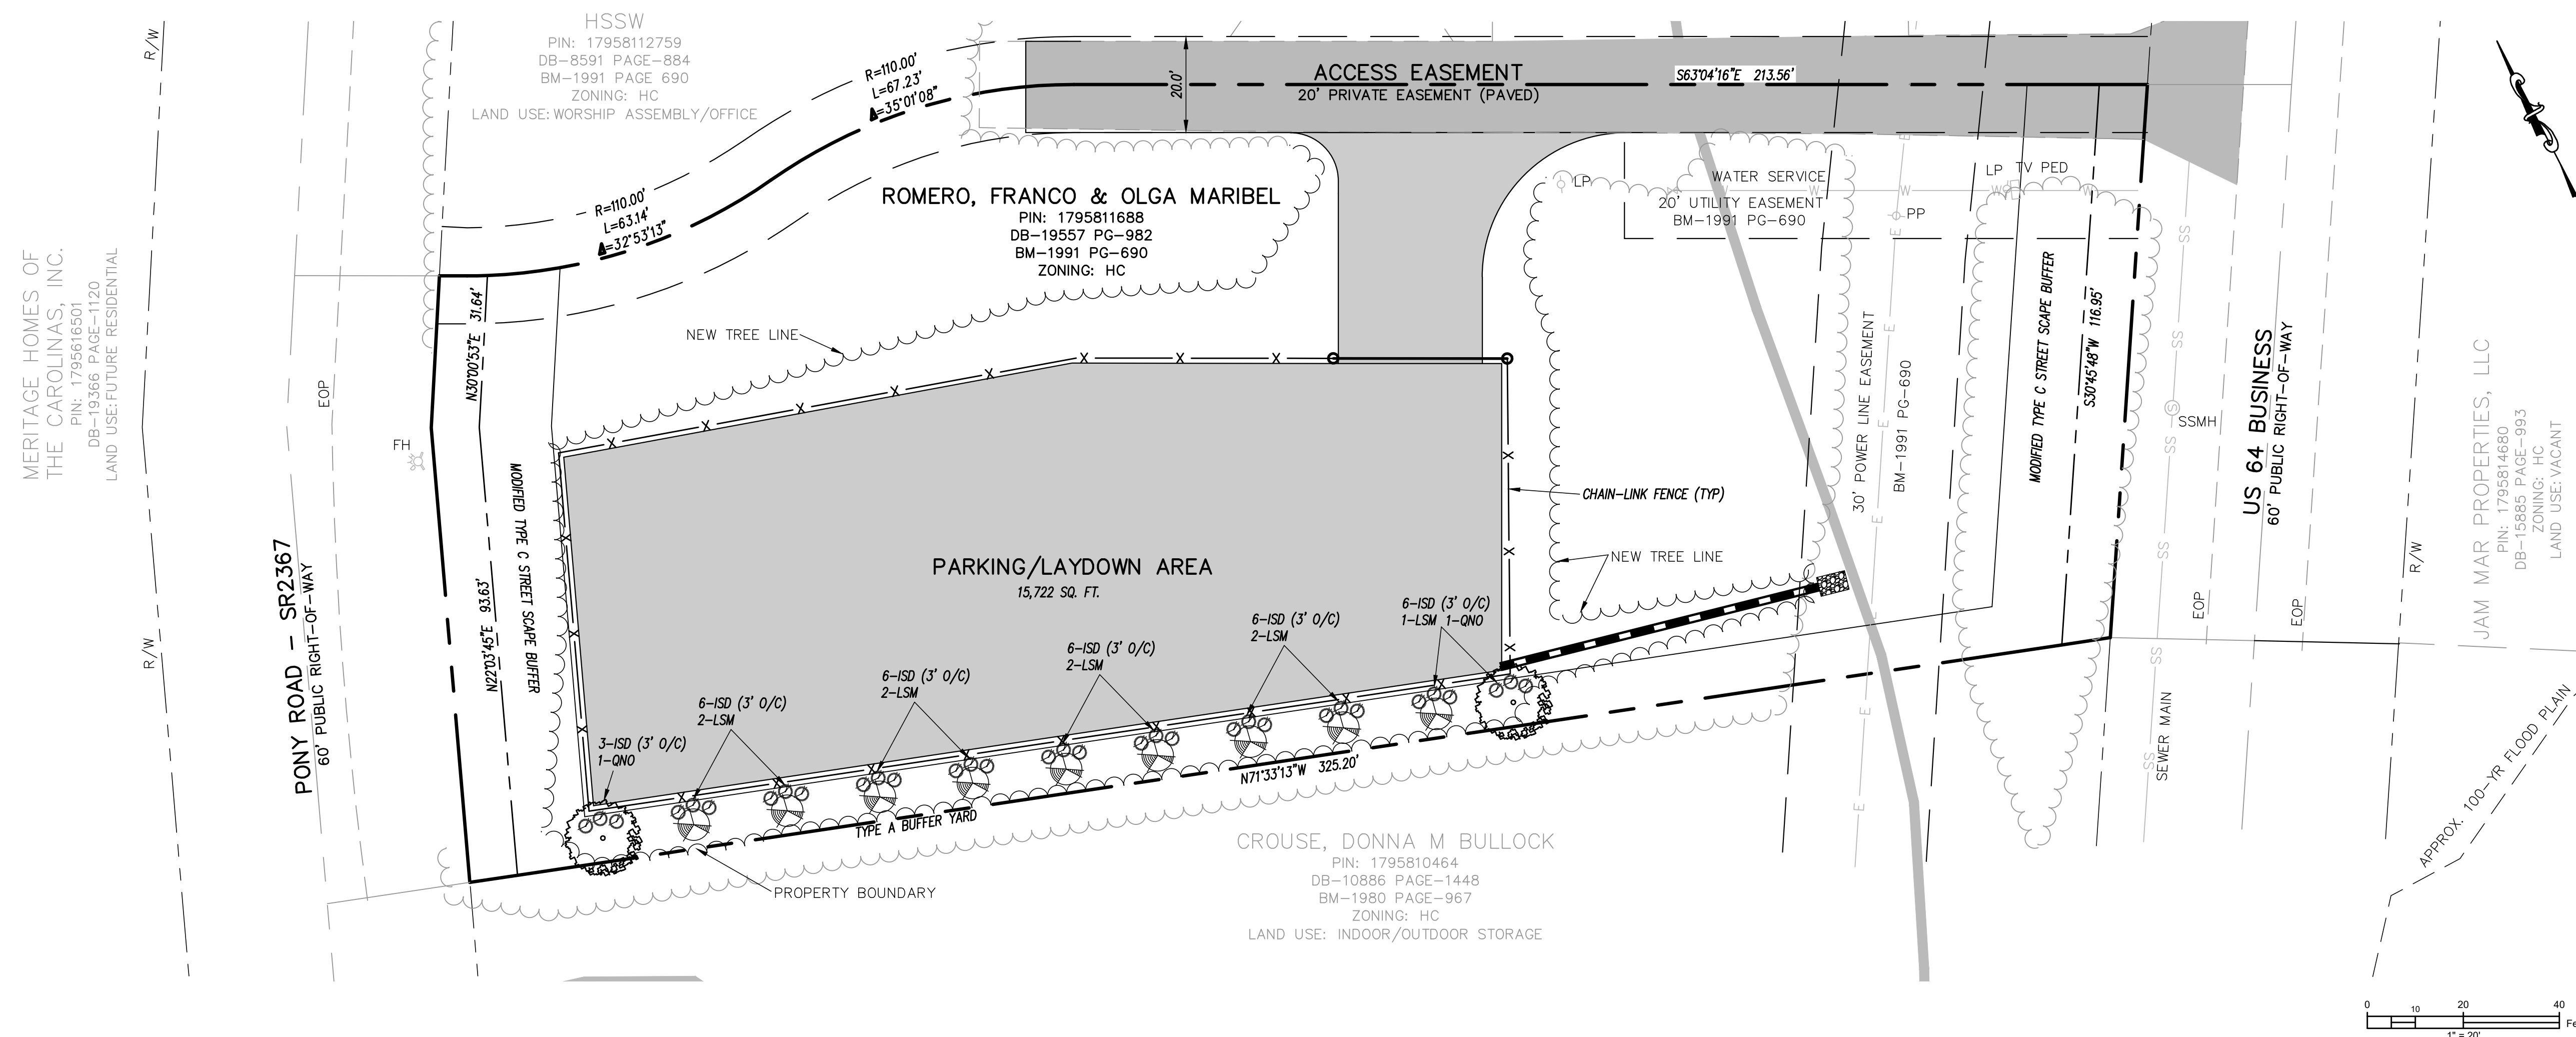 HSSW
PIN: 17958112759
DB-8591 PAGE-884
BM-1991 PAGE 690
ZONING: HC
LAND USE: WORSHIP ASSEMBLY/OFFICE
R/W
R=110.00'
L=67.23'
=35°01'08"
R=110.00'
L=63.14'
=32°53'13"
20.0'
ACCESS EASEMENT
20' PRIVATE EASEMENT (PAVED)
S63°04'16"E 213.56'
ROMERO, FRANCO & OLGA MARIBEL
PIN: 1795811688
DB-19557 PG-982
BM-1991 PG-690
ZONING: HC
LP
WATER SERVICE
20' UTILITY EASEMENT
BM-1991 PG-690
PP
LP
TV PED
W
W
W
W
E
E
E
E
E
E
E
E
MERITAGE HOMES OF
THE CAROLINAS, INC.
PIN: 1795616501
DB-19366 PAGE-1120
LAND USE: FUTURE RESIDENTIAL
EOP
FH
N30°00'53"E 31.64'
NEW TREE LINE
MODIFIED TYPE C STREET SCAPE BUFFER
N22°03'45"E 93.63'
PONY ROAD - SR2367
60' PUBLIC RIGHT-OF-WAY
R/W
PARKING/LAYDOWN AREA
15,722 SQ. FT.
CHAIN-LINK FENCE (TYP)
NEW TREE LINE
30' POWER LINE EASEMENT
BM-1991 PG-690
MODIFIED TYPE C STREET SCAPE BUFFER
S30°45'48"W 116.95'
SS
SS
SS
SS
SS
SS
SS
S
SSMH
US 64 BUSINESS
60' PUBLIC RIGHT-OF-WAY
EOP
EOP
R/W
JAM MAR PROPERTIES, LLC
PIN: 1795814680
DB-15885 PAGE-993
ZONING: HC
LAND USE: VACANT
3-ISD (3' O/C)
1-QNO
6-ISD (3' O/C)
2-LSM
6-ISD (3' O/C)
2-LSM
6-ISD (3' O/C)
2-LSM
6-ISD (3' O/C)
2-LSM
6-ISD (3' O/C)
1-LSM 1-QNO
TYPE A BUFFER YARD
N71°33'13"W 325.20'
PROPERTY BOUNDARY
CROUSE, DONNA M BULLOCK
PIN: 1795810464
DB-10886 PAGE-1448
BM-1980 PAGE-967
ZONING: HC
LAND USE: INDOOR/OUTDOOR STORAGE
SEWER MAIN
APPROX. 100-YR FLOOD PLAIN
0 10 20 40
Fe
1" = 20'